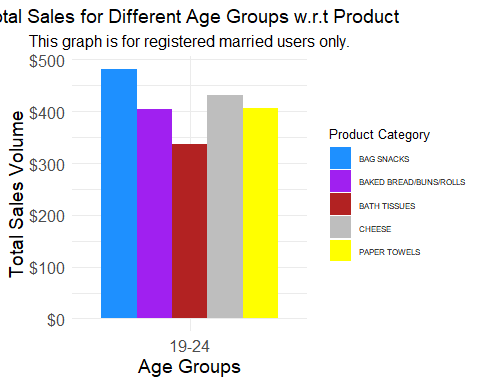 otal Sales for Different Age Groups w.r.t Product
This graph is for registered married users only.
Total Sales Volume
$500
$400
$300
$200
$100
$0
19-24
Age Groups
Product Category
BAG SNACKS
BAKED BREAD/BUNS/ROLLS
BATH TISSUES
CHEESE
PAPER TOWELS